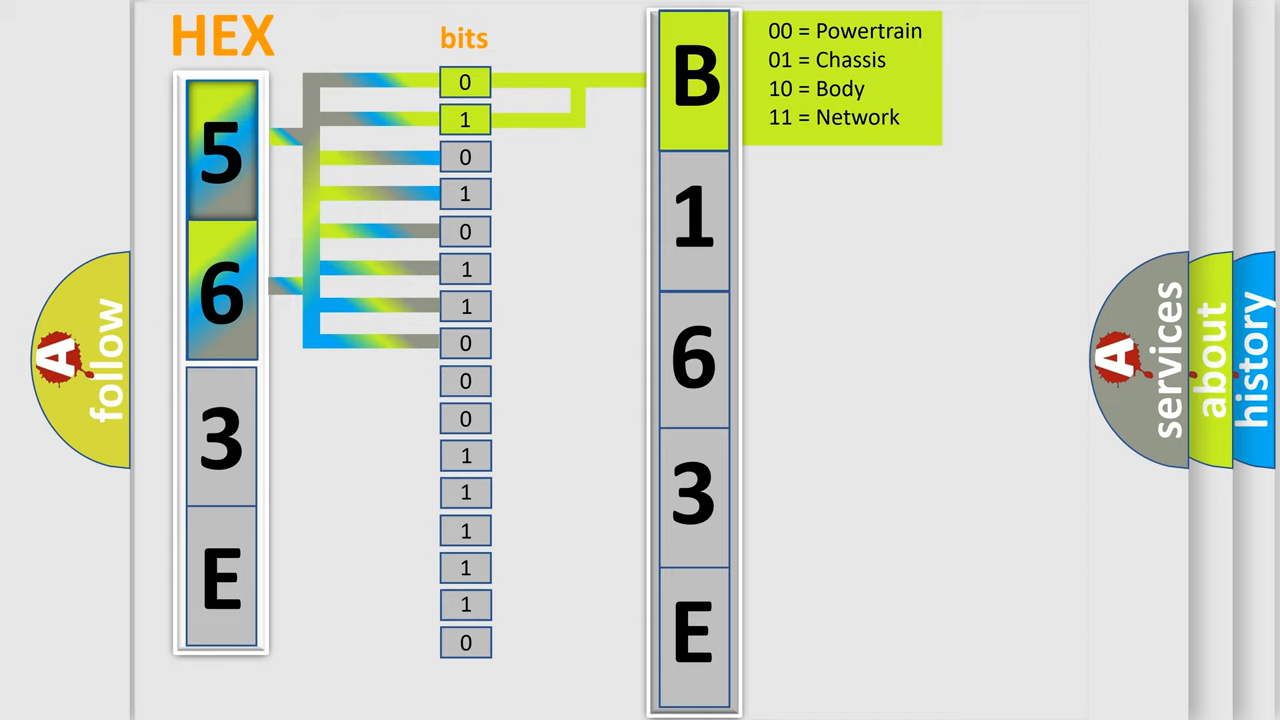 HEX
bits
5
6
3
E
0
1
0
1
0
1
1
0
0
0
1
1
1
1
1
0
B
1
6
3
E
00 = Powertrain
01 = Chassis
10 = Body
11 = Network
A
follow
A
services
about
history